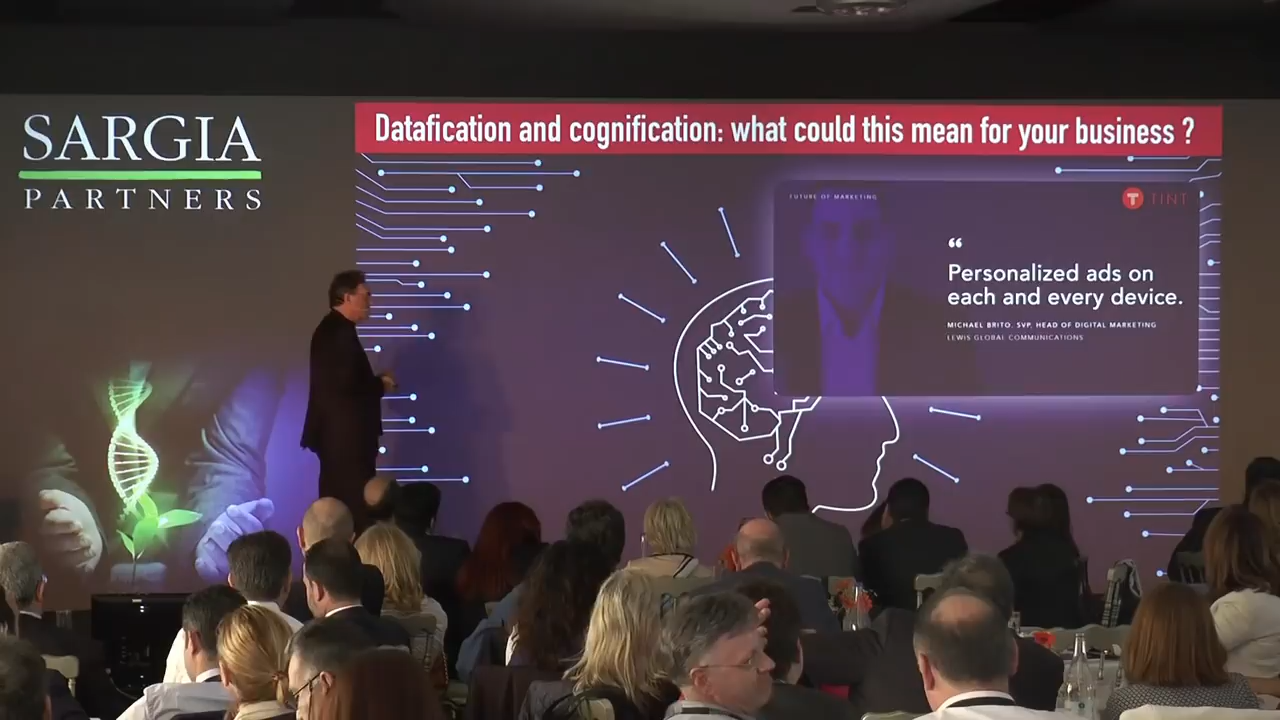 SARGIA
PARTNERS
Datafication and cognification: what could this mean for your business ?
FUTURE OF MARKETING
TINT
“
Personalized ads on
each and every device.
MICHAEL BRITO, SVP, HEAD OF DIGITAL MARKETING
LEWIS GLOBAL COMMUNICATIONS